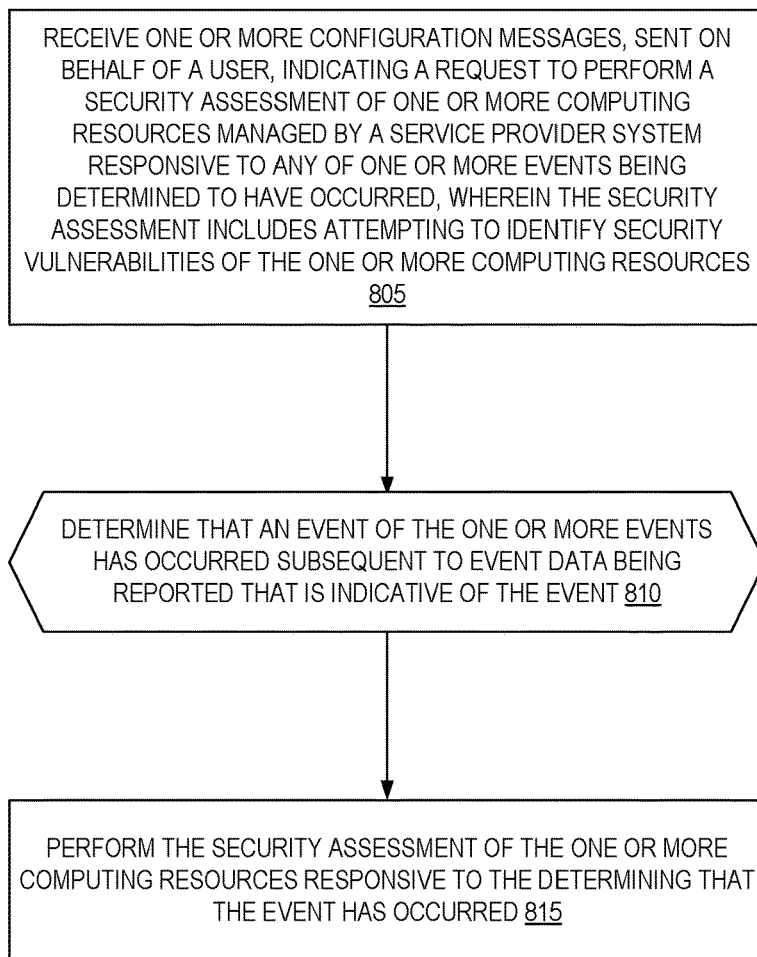 RECEIVE ONE OR MORE CONFIGURATION MESSAGES, SENT ON
BEHALF OF A USER, INDICATING A REQUEST TO PERFORM A
SECURITY ASSESSMENT OF ONE OR MORE COMPUTING
RESOURCES MANAGED BY A SERVICE PROVIDER SYSTEM
RESPONSIVE TO ANY OF ONE OR MORE EVENTS BEING
DETERMINED TO HAVE OCCURRED, WHEREIN THE SECURITY
ASSESSMENT INCLUDES ATTEMPTING TO IDENTIFY SECURITY
VULNERABILITIES OF THE ONE OR MORE COMPUTING RESOURCES
805
DETERMINE THAT AN EVENT OF THE ONE OR MORE EVENTS
HAS OCCURRED SUBSEQUENT TO EVENT DATA BEING
REPORTED THAT IS INDICATIVE OF THE EVENT 810
PERFORM THE SECURITY ASSESSMENT OF THE ONE OR MORE
COMPUTING RESOURCES RESPONSIVE TO THE DETERMINING THAT
THE EVENT HAS OCCURRED 815